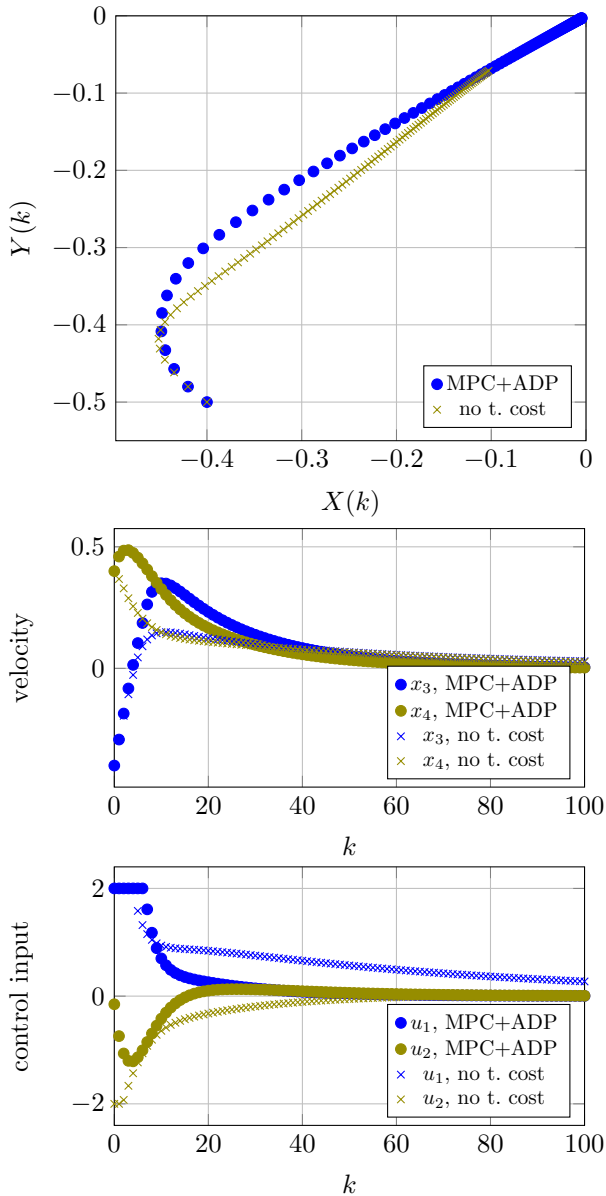 0
−0.1
−0.2
−0.3
−0.4
−0.5
Y(k)
−0.4 −0.3 −0.2 −0.1 0
X(k)
MPC+ADP
no t. cost
0.5
0
velocity
x₃, MPC+ADP
x₄, MPC+ADP
x₃, no t. cost
x₄, no t. cost
0 20 40 60 80 100
k
2
0
−2
control input
u₁, MPC+ADP
u₂, MPC+ADP
u₁, no t. cost
u₂, no t. cost
0 20 40 60 80 100
k